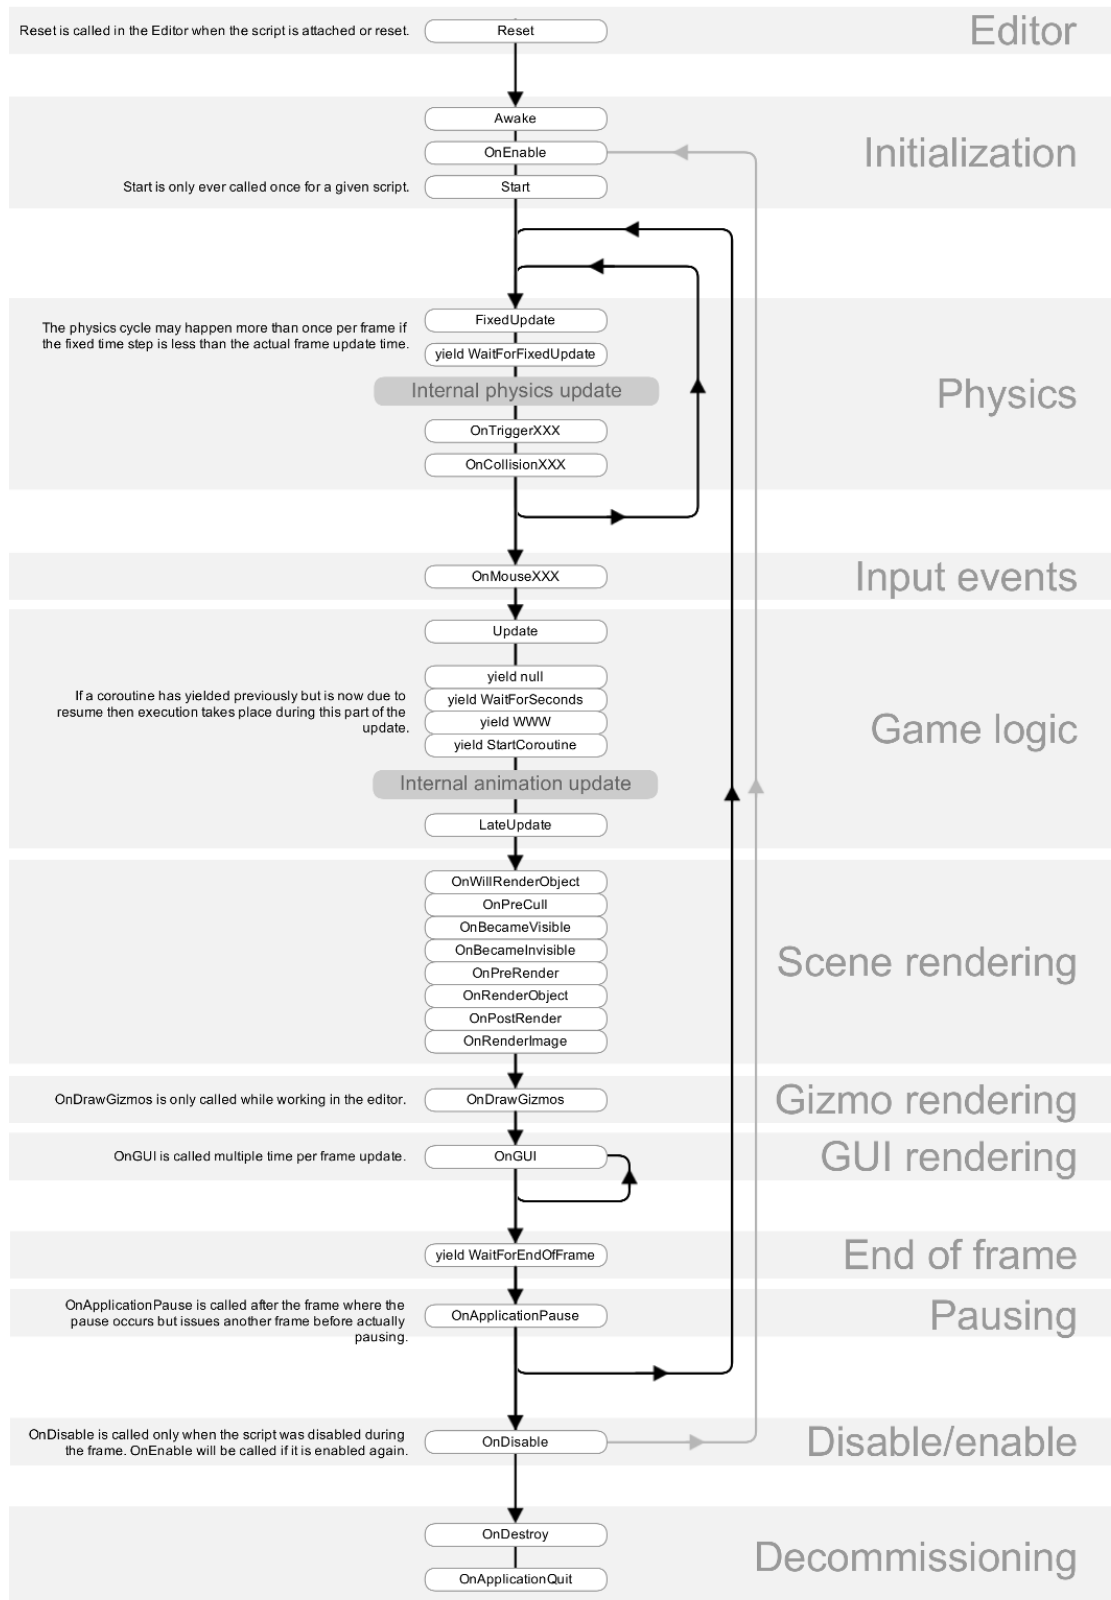 Reset is called in the Editor when the script is attached or reset.
Reset
Editor
Awake
OnEnable
Initialization
Start is only ever called once for a given script.
Start
FixedUpdate
The physics cycle may happen more than once per frame if
the fixed time step is less than the actual frame update time.
yield WaitForFixedUpdate
Internal physics update
Physics
OnTriggerXXX
OnCollisionXXX
OnMouseXXX
Input events
Update
yield null
If a coroutine has yielded previously but is now due to
resume then execution takes place during this part of the
update.
yield WaitForSeconds
yield WWW
yield StartCoroutine
Game logic
Internal animation update
LateUpdate
OnWillRenderObject
OnPreCull
OnBecameVisible
OnBecameInvisible
OnPreRender
OnRenderObject
OnPostRender
OnRenderImage
Scene rendering
OnDrawGizmos is only called while working in the editor.
OnDrawGizmos
Gizmo rendering
OnGUI is called multiple time per frame update.
OnGUI
GUI rendering
yield WaitForEndOfFrame
End of frame
OnApplicationPause is called after the frame where the
pause occurs but issues another frame before actually
pausing.
OnApplicationPause
Pausing
OnDisable is called only when the script was disabled during
the frame. OnEnable will be called if it is enabled again.
OnDisable
Disable/enable
OnDestroy
Decommissioning
OnApplicationQuit